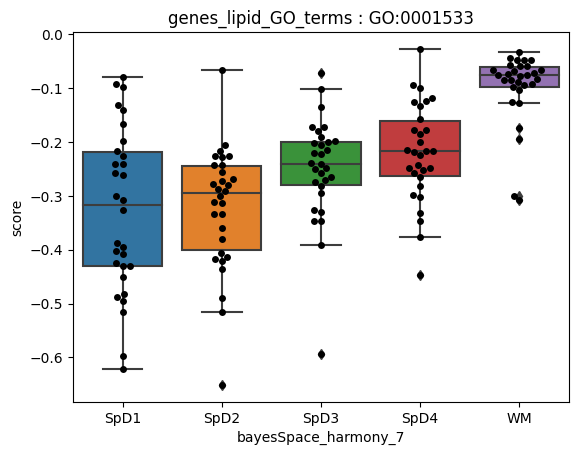 genes_lipid_GO_terms : GO:0001533
score
0.0
−0.1
−0.2
−0.3
−0.4
−0.5
−0.6
SpD1 SpD2 SpD3 SpD4 WM
bayesSpace_harmony_7